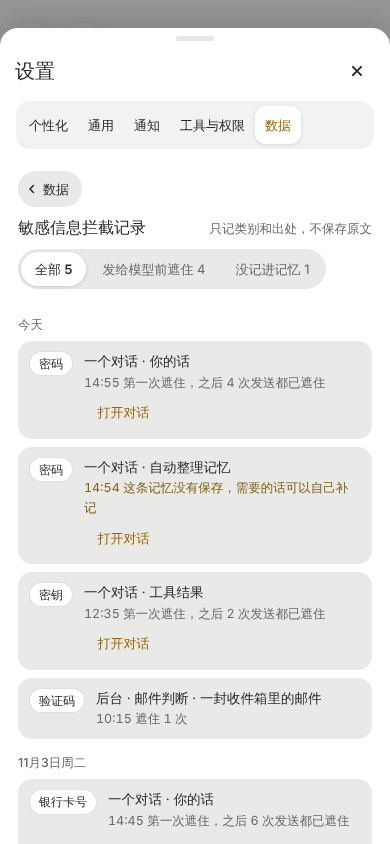 设置
个性化 通用 通知 工具与权限 数据
数据
敏感信息拦截记录 只记类别和出处，不保存原文
全部 5 发给模型前遮住 4 没记进记忆 1
今天
密码 一个对话 · 你的话
14:55 第一次遮住，之后 4 次发送都已遮住
打开对话
密码 一个对话 · 自动整理记忆
14:54 这条记忆没有保存，需要的话可以自己补
记
打开对话
密钥 一个对话 · 工具结果
12:35 第一次遮住，之后 2 次发送都已遮住
打开对话
验证码 后台 · 邮件判断 · 一封收件箱里的邮件
10:15 遮住 1 次
11月3日周二
银行卡号 一个对话 · 你的话
14:45 第一次遮住，之后 6 次发送都已遮住